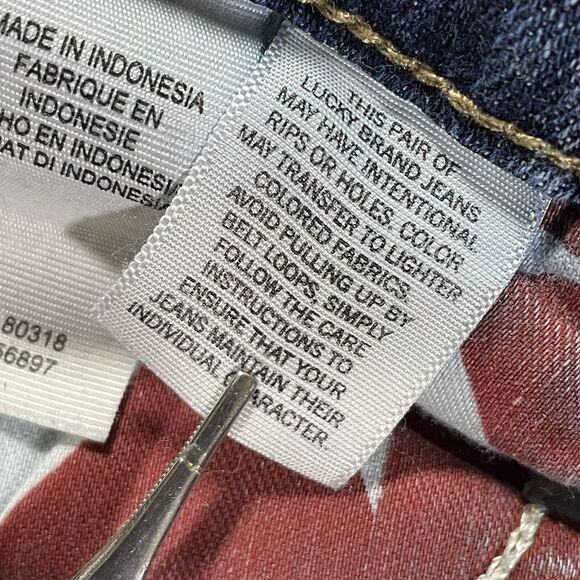 MADE IN INDONESIA
FABRIQUE EN
INDONESIE
HO EN INDONESIA
AT DI INDONESIA
80318
56897
THIS PAIR OF
LUCKY BRAND JEANS
MAY HAVE INTENTIONAL
RIPS OR HOLES. COLOR
MAY TRANSFER TO LIGHTER
COLORED FABRICS.
AVOID PULLING UP BY
BELT LOOPS, SIMPLY
FOLLOW THE CARE
INSTRUCTIONS TO
ENSURE THAT YOUR
JEANS MAINTAIN THEIR
INDIVIDUAL C ARACTER.